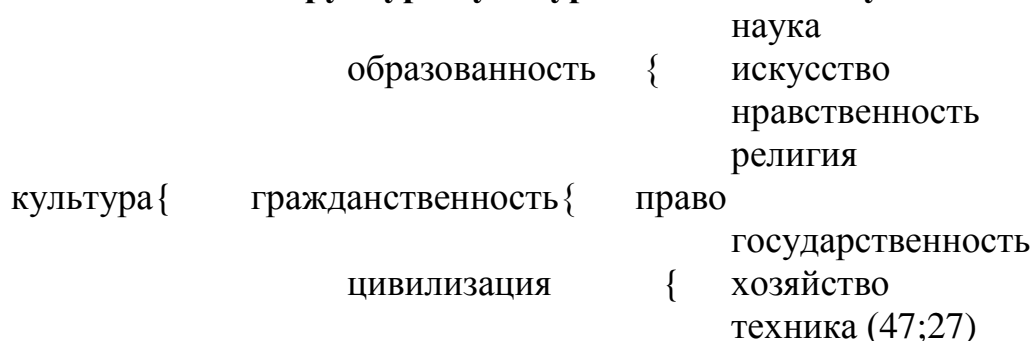 наука
образованность { искусство
нравственность
религия
культура{ гражданственность{ право
государственность
цивилизация { хозяйство
техника (47;27)